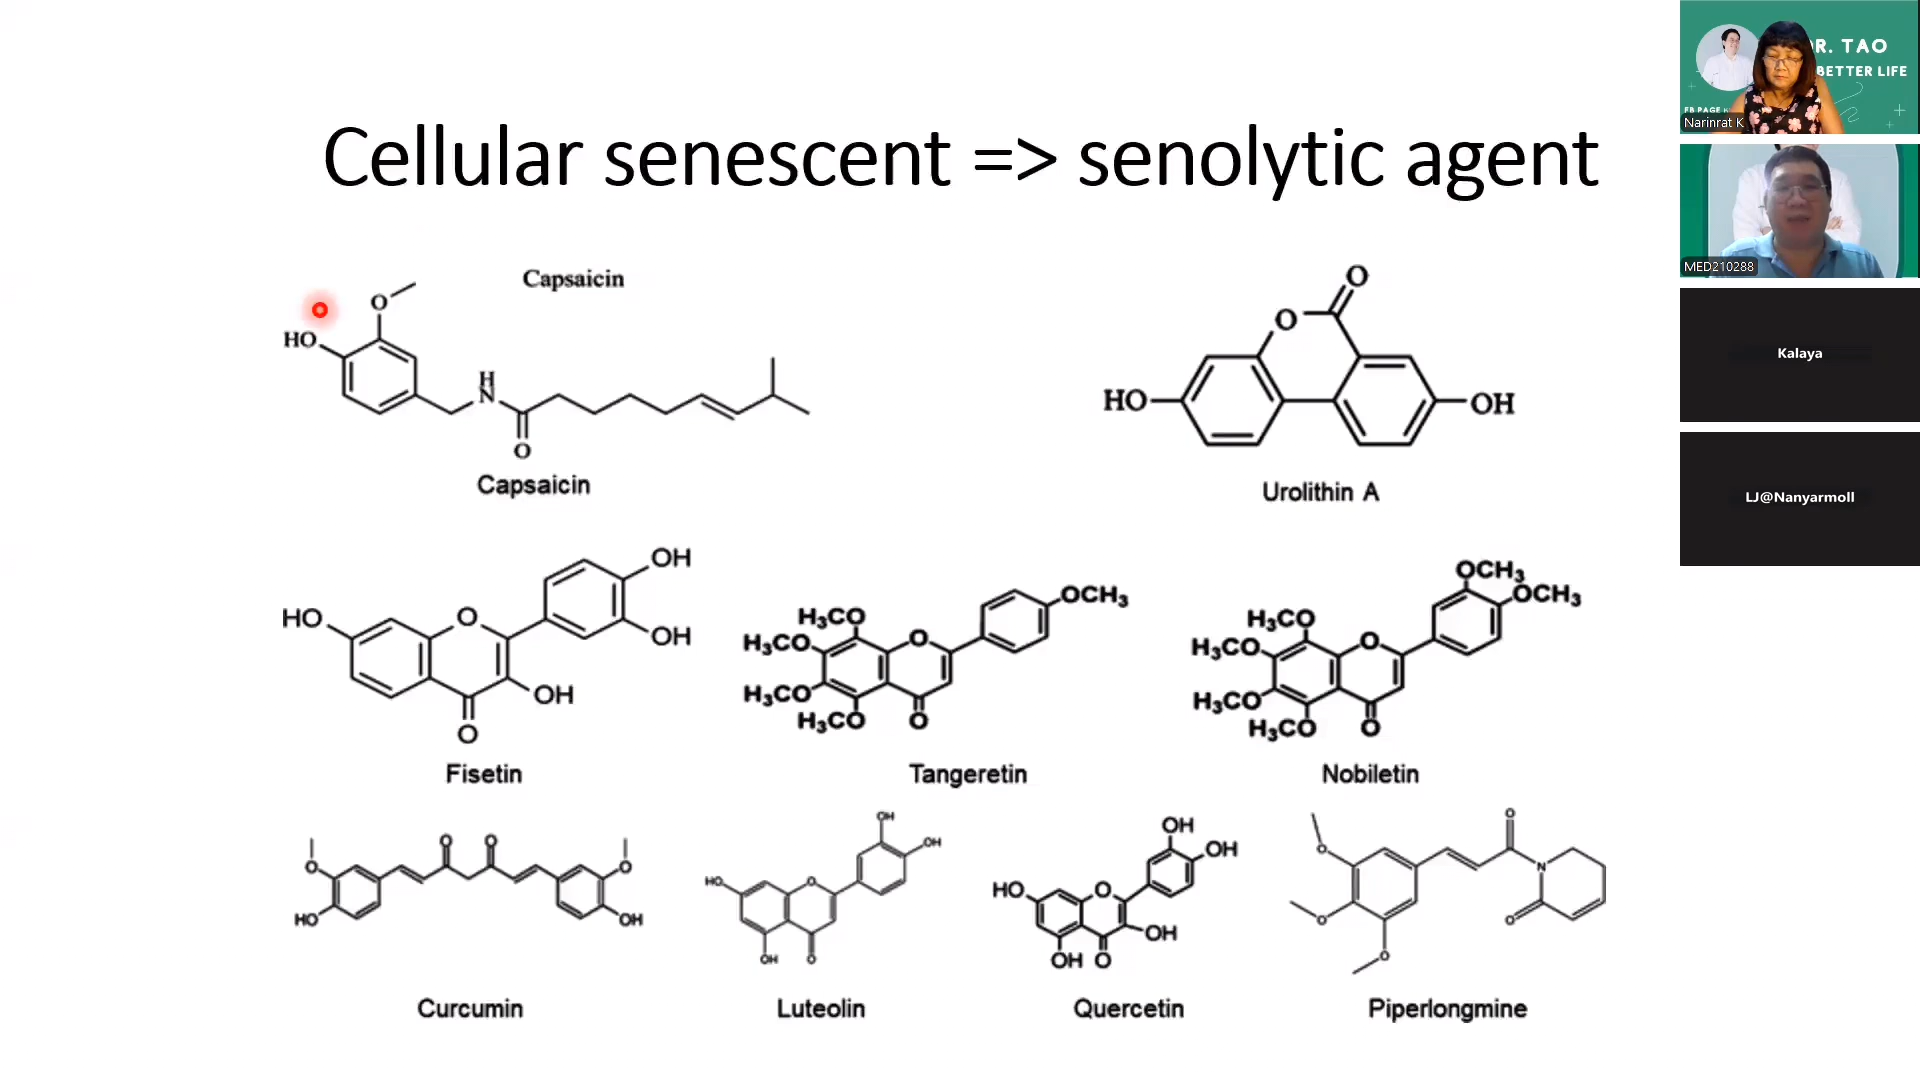 Cellular senescent => senolytic agent
Capsaicin
O
HO
H
N
O
Capsaicin
O
O
HO
OH
Urolithin A
OH
HO
O
OH
OH
O
Fisetin
OCH₃
H₃CO
H₃CO
O
H₃CO
H₃CO
O
Tangeretin
OCH₃
OCH₃
H₃CO
H₃CO
O
H₃CO
H₃CO
O
Nobiletin
O
O
O
O
HO
OH
Curcumin
OH
OH
HO
O
OH
O
Luteolin
OH
OH
HO
O
OH
OH
O
Quercetin
O
O
N
O
O
O
Piperlongmine
DR. TAO
BETTER LIFE
FB PAGE
Narinrat K
MED210288
Kalaya
LJ@Nanyarmoll